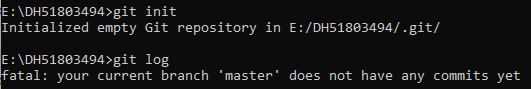 E:\DH51803494>git init
Initialized empty Git repository in E:/DH51803494/.git/
E:\DH51803494>git log
fatal: your current branch 'master' does not have any commits yet